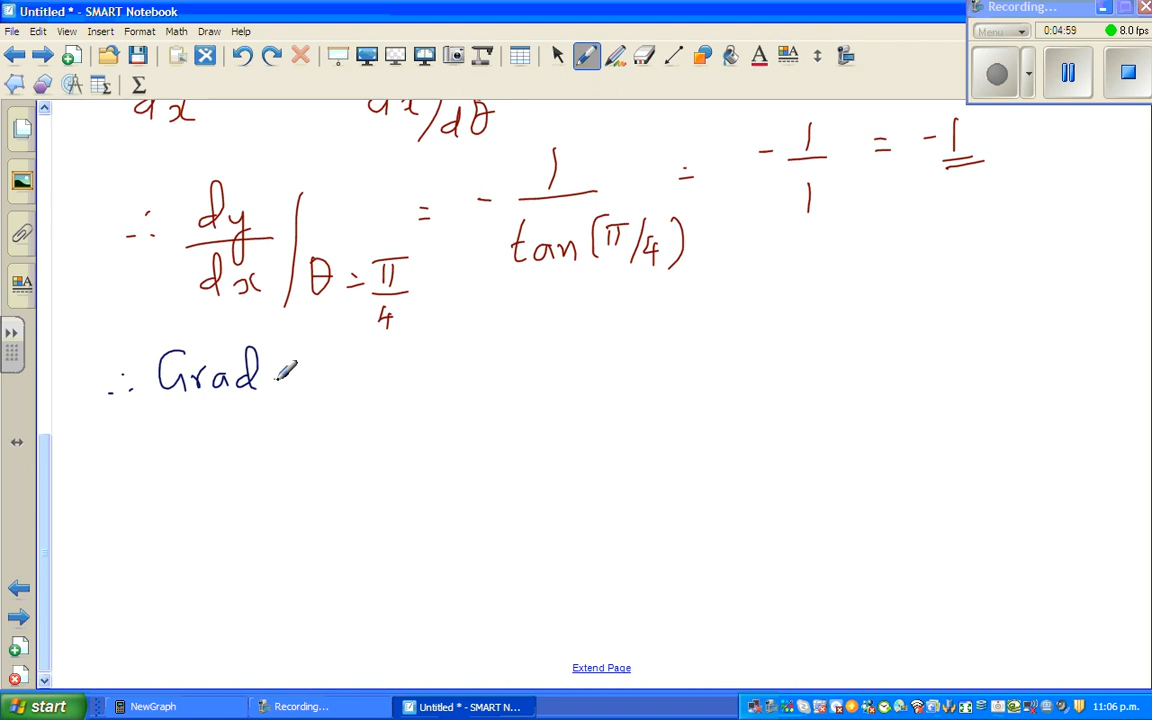 Untitled * - SMART Notebook
Recording...
File Edit View Insert Format Math Draw Help
Menu 0:04:59 8.0 fps
dx dx/dθ
∴ dy/dx | θ = π/4 = - 1/tan(π/4) = - 1/1 = -1
∴ Grad
Extend Page
start NewGraph Recording... Untitled * - SMART N... 11:06 p.m.